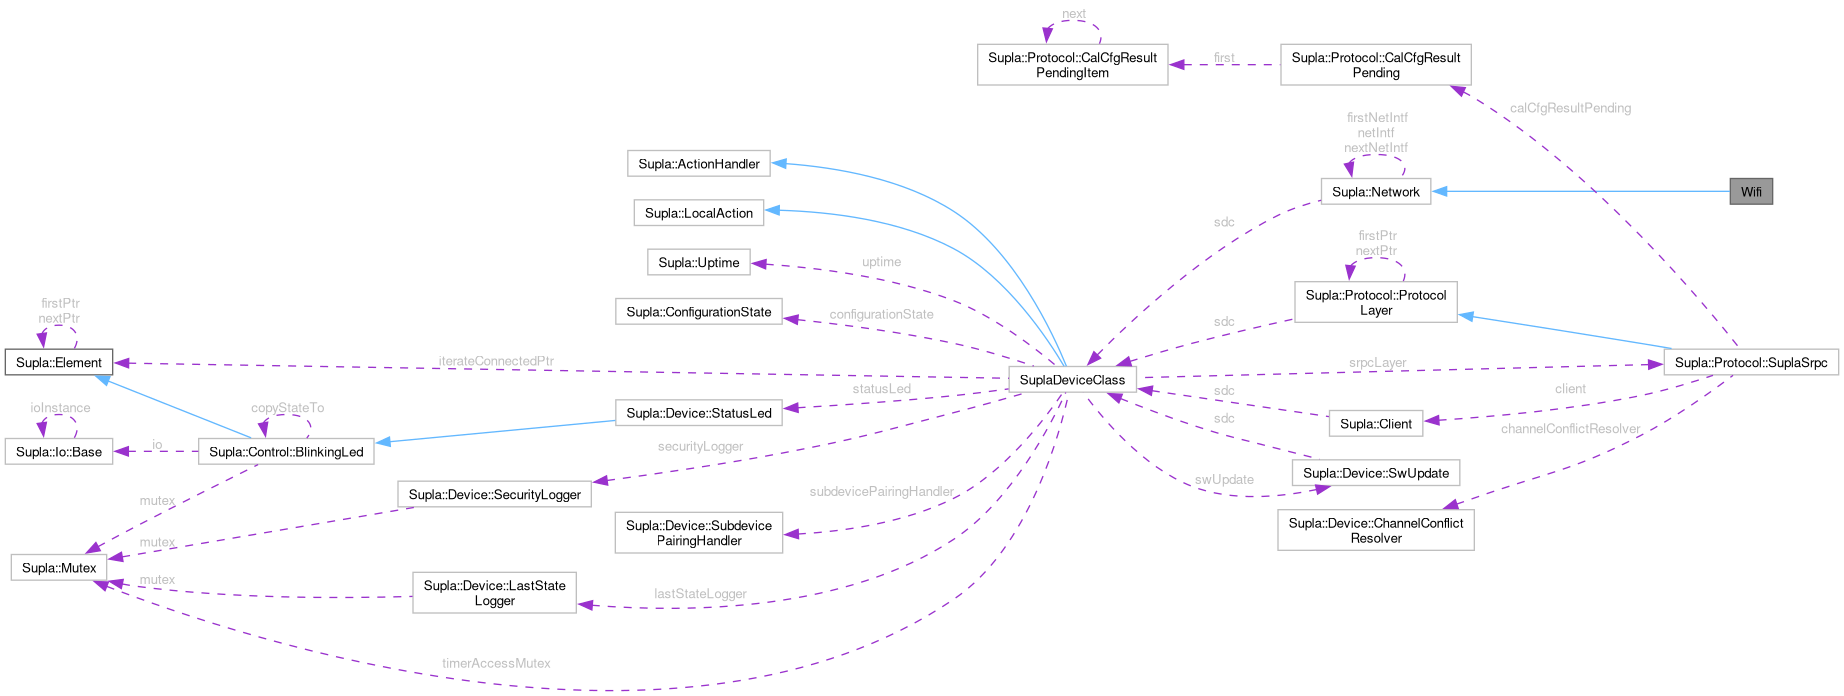 next
Supla::Protocol::CalCfgResult
PendingItem
first
Supla::Protocol::CalCfgResult
Pending
calCfgResultPending
firstNetIntf
netIntf
nextNetIntf
Supla::ActionHandler
Supla::Network
Wifi
Supla::LocalAction
sdc
firstPtr
nextPtr
Supla::Uptime
uptime
Supla::Protocol::Protocol
Layer
firstPtr
nextPtr
Supla::ConfigurationState
configurationState
sdc
Supla::Element
iterateConnectedPtr
srpcLayer
Supla::Protocol::SuplaSrpc
SuplaDeviceClass
statusLed
sdc
client
ioInstance
copyStateTo
Supla::Device::StatusLed
sdc
Supla::Client
channelConflictResolver
Supla::Io::Base
io
Supla::Control::BlinkingLed
securityLogger
Supla::Device::SwUpdate
swUpdate
mutex
Supla::Device::SecurityLogger
subdevicePairingHandler
Supla::Device::Subdevice
PairingHandler
Supla::Device::ChannelConflict
Resolver
mutex
Supla::Mutex
mutex
Supla::Device::LastState
Logger
lastStateLogger
timerAccessMutex